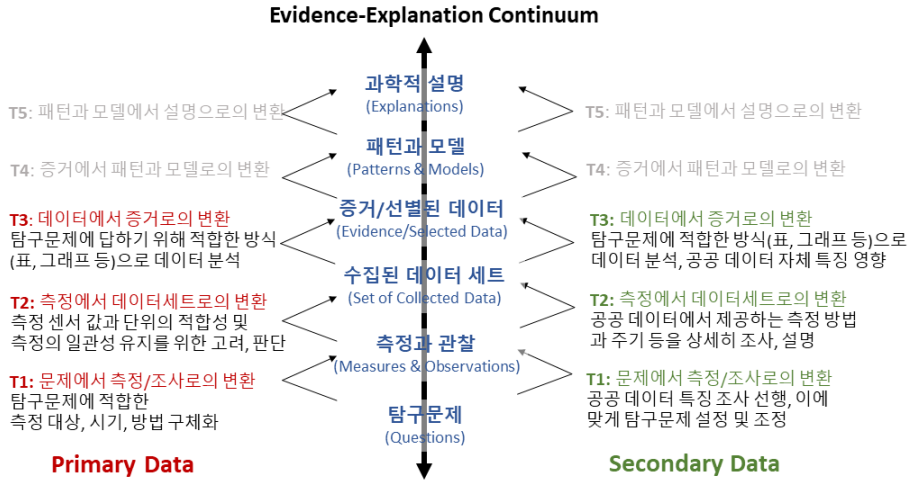 Evidence-Explanation Continuum
과학적 설명
(Explanations)
패턴과 모델
(Patterns & Models)
증거/선별된 데이터
(Evidence/Selected Data)
수집된 데이터 세트
(Set of Collected Data)
측정과 관찰
(Measures & Observations)
탐구문제
(Questions)
T5: 패턴과 모델에서 설명으로의 변환
T4: 증거에서 패턴과 모델로의 변환
T3: 데이터에서 증거로의 변환
탐구문제에 답하기 위해 적합한 방식
(표, 그래프 등)으로 데이터 분석
T2: 측정에서 데이터세트로의 변환
측정 센서 값과 단위의 적합성 및
측정의 일관성 유지를 위한 고려, 판단
T1: 문제에서 측정/조사로의 변환
탐구문제에 적합한
측정 대상, 시기, 방법 구체화
Primary Data
T5: 패턴과 모델에서 설명으로의 변환
T4: 증거에서 패턴과 모델로의 변환
T3: 데이터에서 증거로의 변환
탐구문제에 적합한 방식(표, 그래프 등)으로
데이터 분석, 공공 데이터 자체 특징 영향
T2: 측정에서 데이터세트로의 변환
공공 데이터에서 제공하는 측정 방법
과 주기 등을 상세히 조사, 설명
T1: 문제에서 측정/조사로의 변환
공공 데이터 특징 조사 선행, 이에
맞게 탐구문제 설정 및 조정
Secondary Data